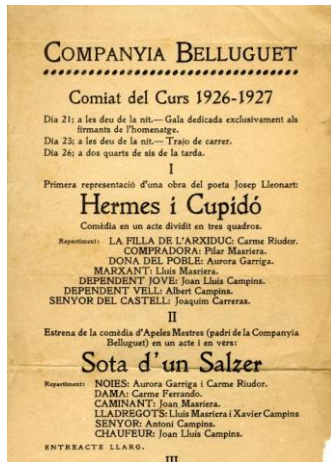 COMPANYIA BELLUGUET
Comiat del Curs 1926-1927
Dia 21; a les deu de la nit.— Gala dedicada exclusivament als
firmants de l'homenatge.
Dia 23; a les deu de la nit.— Trajo de carrer.
Dia 26; a dos quarts de sis de la tarda.
I
Primera representació d'una obra del poeta Josep Lleonart:
Hermes i Cupidó
Comèdia en un acte dividit en tres quadros.
Repartiment: LA FILLA DE L'ARXIDUC: Carme Riudor.
COMPRADORA: Pilar Masriera.
DONA DEL POBLE: Aurora Garriga.
MARXANT: Lluis Masriera.
DEPENDENT JOVE: Joan Lluis Campins.
DEPENDENT VELL: Albert Campins.
SENYOR DEL CASTELL: Joaquim Carreras.
II
Estrena de la comèdia d'Apeles Mestres (padrí de la Companyia
Belluguet) en un acte i en vers:
Sota d'un Salzer
Repartiment: NOIES: Aurora Garriga i Carme Riudor.
DAMA: Carme Ferrando.
CAMINANT: Joan Masriera.
LLADREGOTS: Lluis Masriera i Xavier Campins
SENYOR: Antoni Campins.
CHAUFEUR: Joan Lluis Campins.
ENTREACTE LLARG.
III